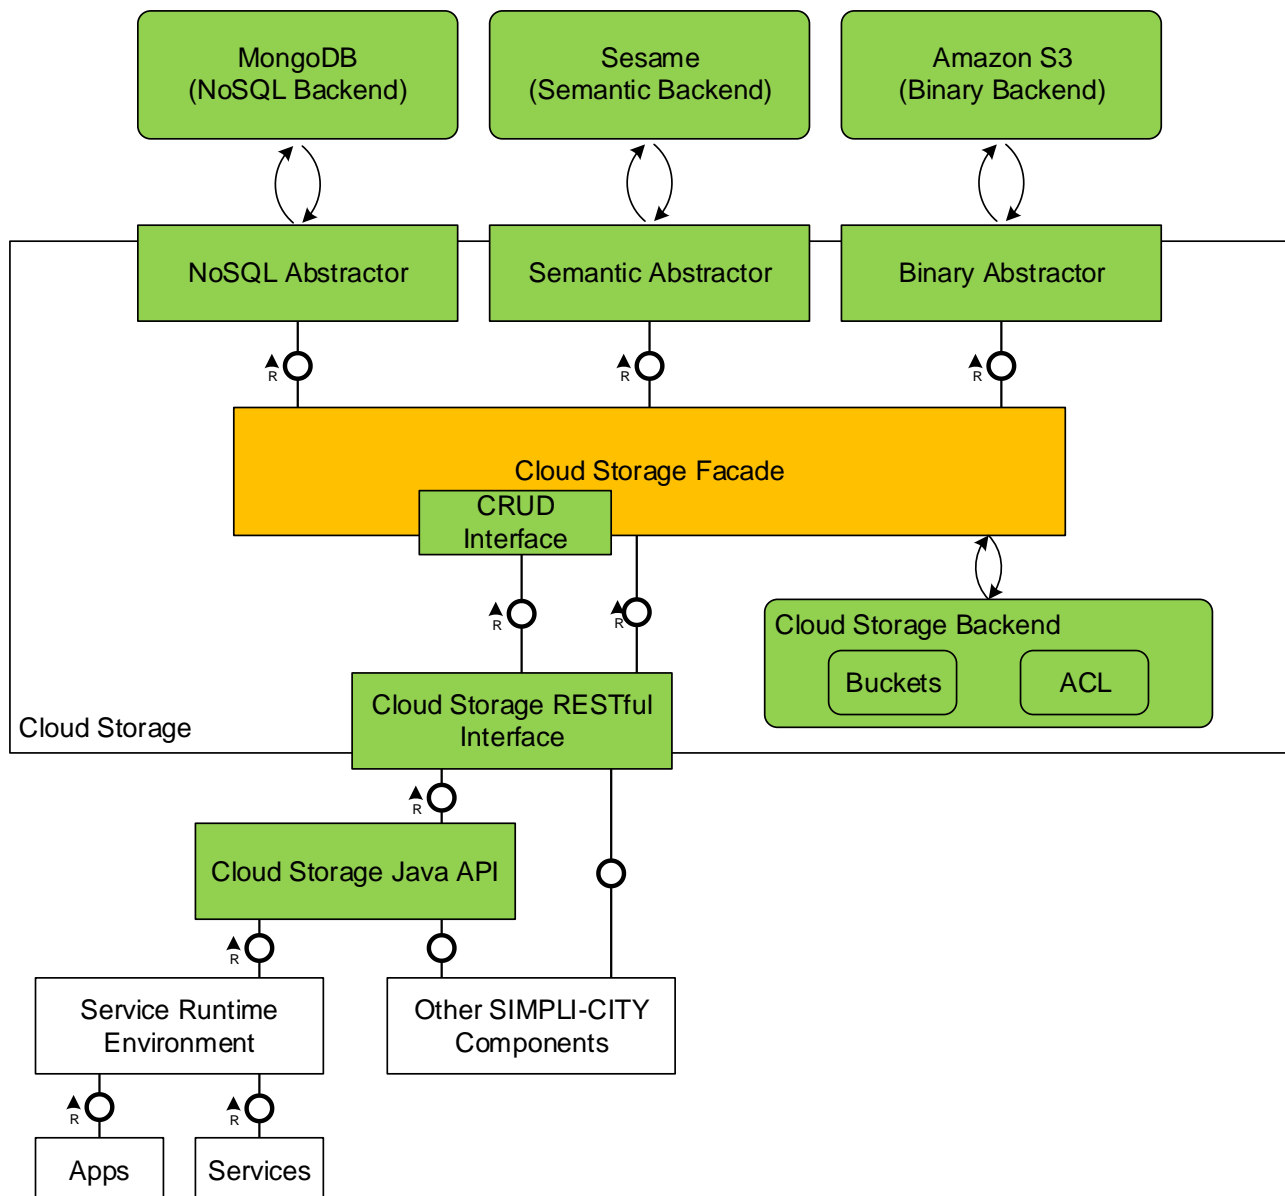 MongoDB
(NoSQL Backend)
Sesame
(Semantic Backend)
Amazon S3
(Binary Backend)
NoSQL Abstractor
Semantic Abstractor
Binary Abstractor
R
R
R
Cloud Storage Facade
CRUD
Interface
R
R
Cloud Storage Backend
Buckets
ACL
Cloud Storage RESTful
Interface
Cloud Storage
R
Cloud Storage Java API
R
Service Runtime
Environment
Other SIMPLI-CITY
Components
R
R
Apps
Services